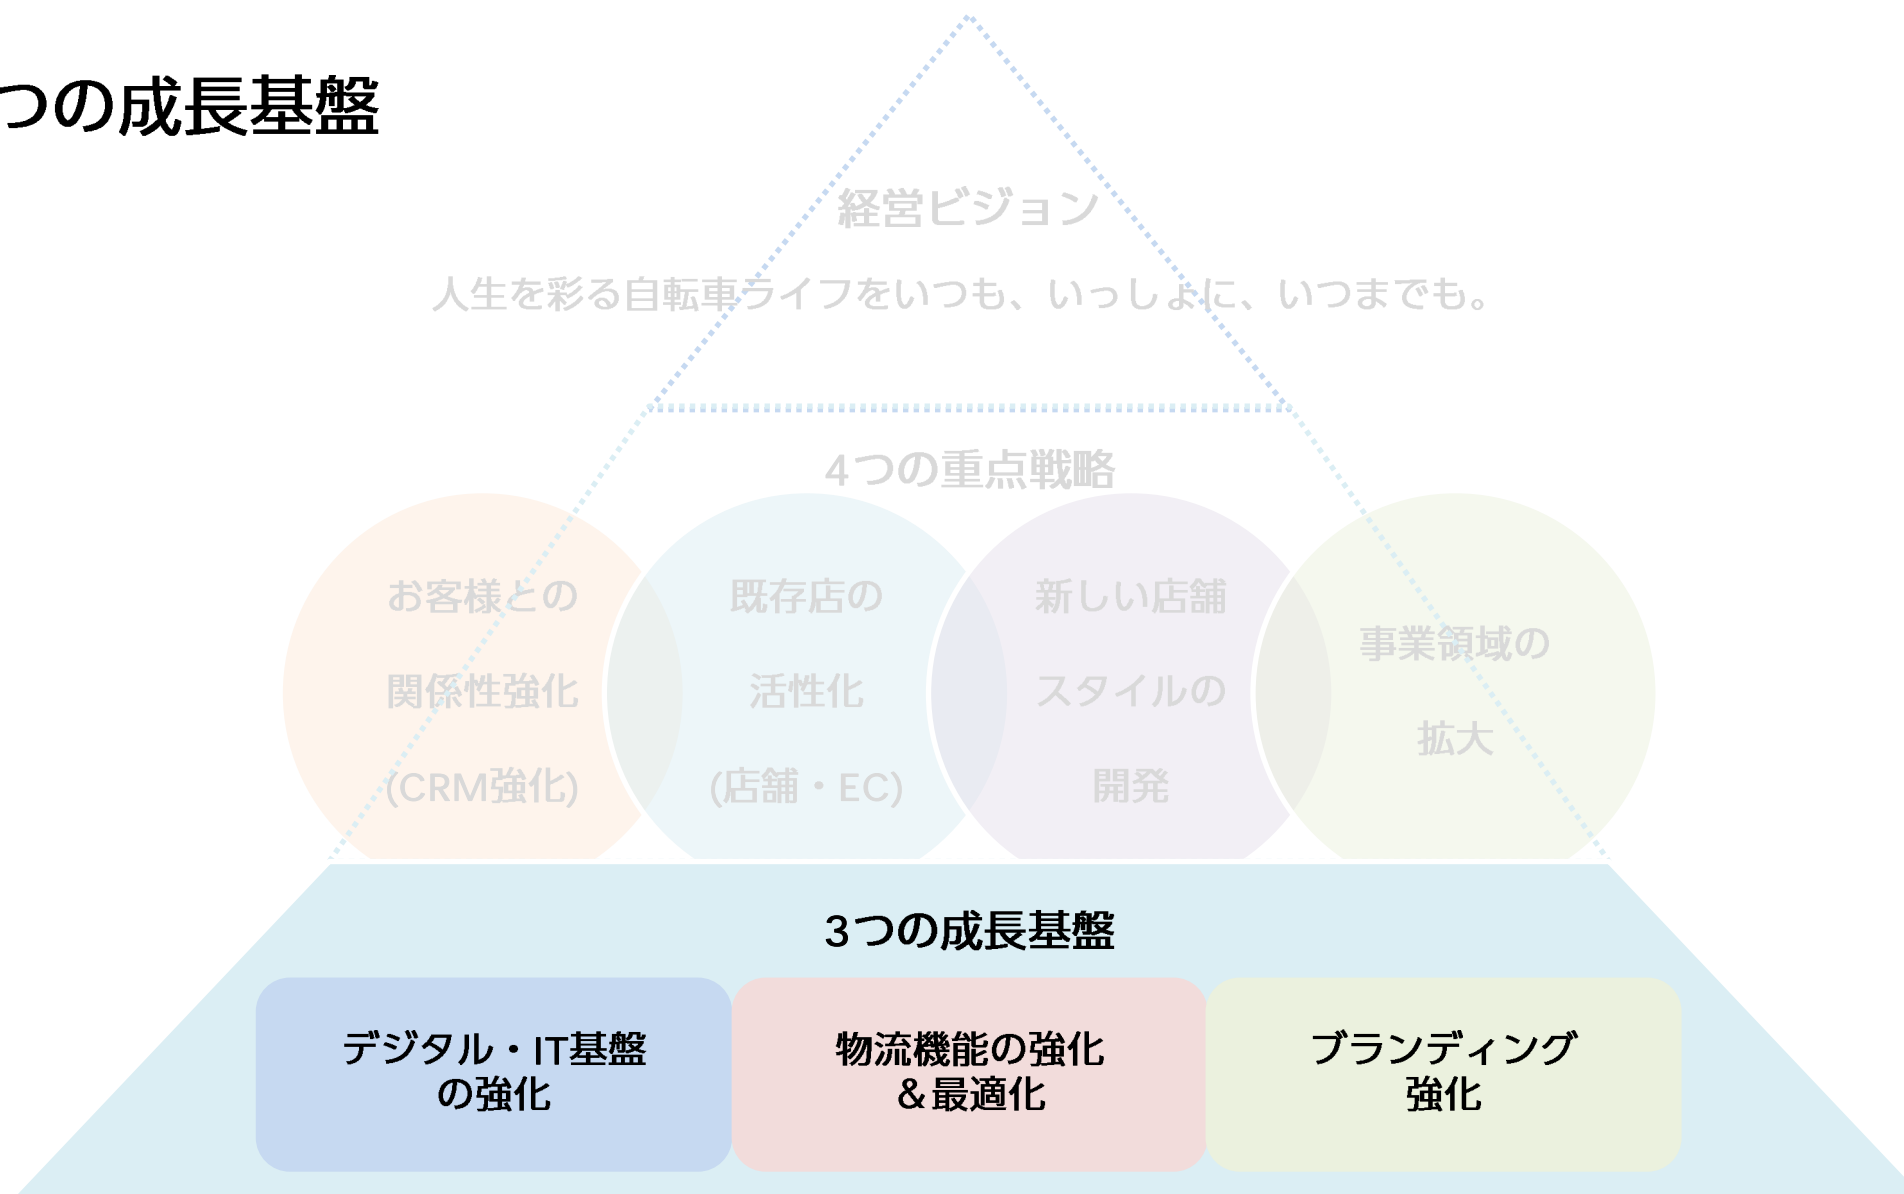 つの成長基盤
経営ビジョン
人生を彩る自転車ライフをいつも、いっしょに、いつまでも。
4つの重点戦略
お客様との
関係性強化
(CRM強化)
既存店の
活性化
(店舗・EC)
新しい店舗
スタイルの
開発
事業領域の
拡大
3つの成長基盤
デジタル・IT基盤
の強化
物流機能の強化
＆最適化
ブランディング
強化